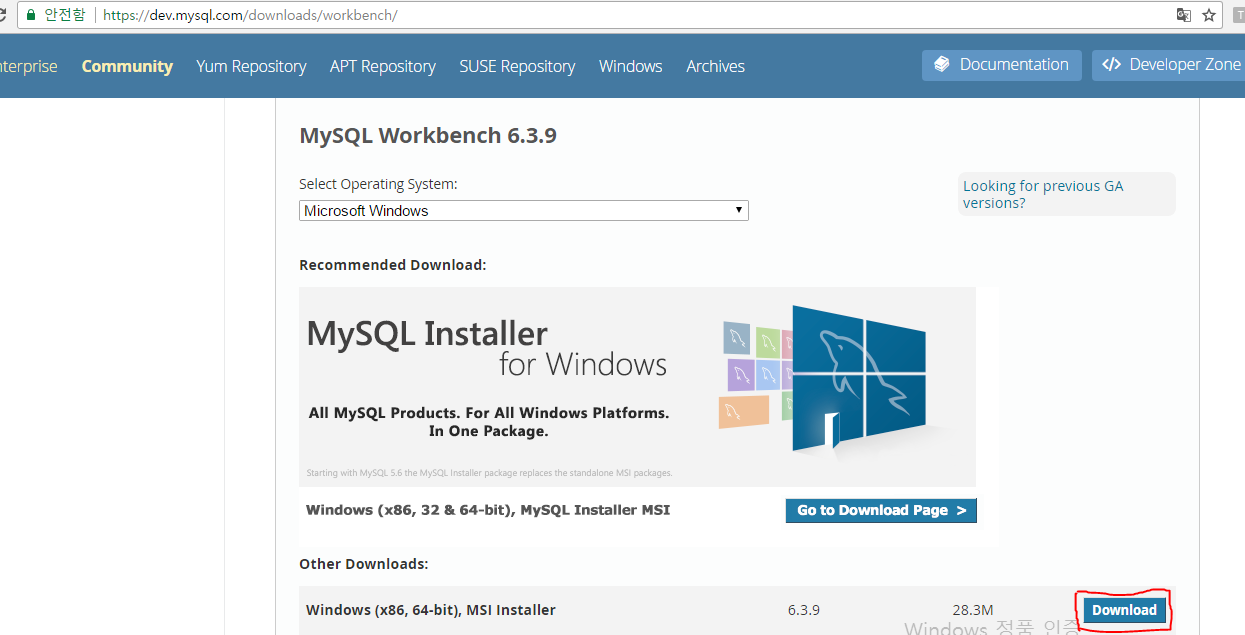 안전함 https://dev.mysql.com/downloads/workbench/
nterprise Community Yum Repository APT Repository SUSE Repository Windows Archives Documentation </> Developer Zone
MySQL Workbench 6.3.9
Select Operating System:
Looking for previous GA
versions?
Microsoft Windows
Recommended Download:
MySQL Installer
for Windows
All MySQL Products. For All Windows Platforms.
In One Package.
Starting with MySQL 5.6 the MySQL Installer package replaces the standalone MSI packages.
Windows (x86, 32 & 64-bit), MySQL Installer MSI Go to Download Page >
Other Downloads:
Windows (x86, 64-bit), MSI Installer 6.3.9 28.3M Download
Windows 정품 인증